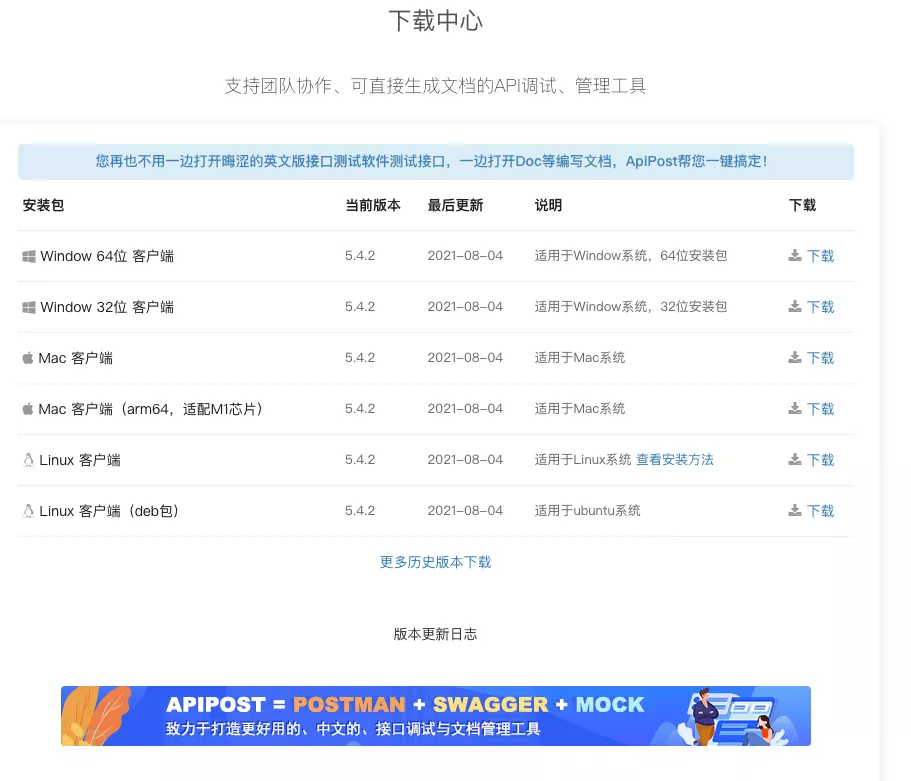 下载中心
支持团队协作、可直接生成文档的API调试、管理工具
您再也不用一边打开晦涩的英文版接口测试软件测试接口，一边打开Doc等编写文档，ApiPost帮您一键搞定！
安装包 当前版本 最后更新 说明 下载
Window 64位 客户端 5.4.2 2021-08-04 适用于Window系统，64位安装包 下载
Window 32位 客户端 5.4.2 2021-08-04 适用于Window系统，32位安装包 下载
Mac 客户端 5.4.2 2021-08-04 适用于Mac系统 下载
Mac 客户端（arm64，适配M1芯片） 5.4.2 2021-08-04 适用于Mac系统 下载
Linux 客户端 5.4.2 2021-08-04 适用于Linux系统 查看安装方法 下载
Linux 客户端（deb包） 5.4.2 2021-08-04 适用于ubuntu系统 下载
更多历史版本下载
版本更新日志
APIPOST = POSTMAN + SWAGGER + MOCK
致力于打造更好用的、中文的、接口调试与文档管理工具